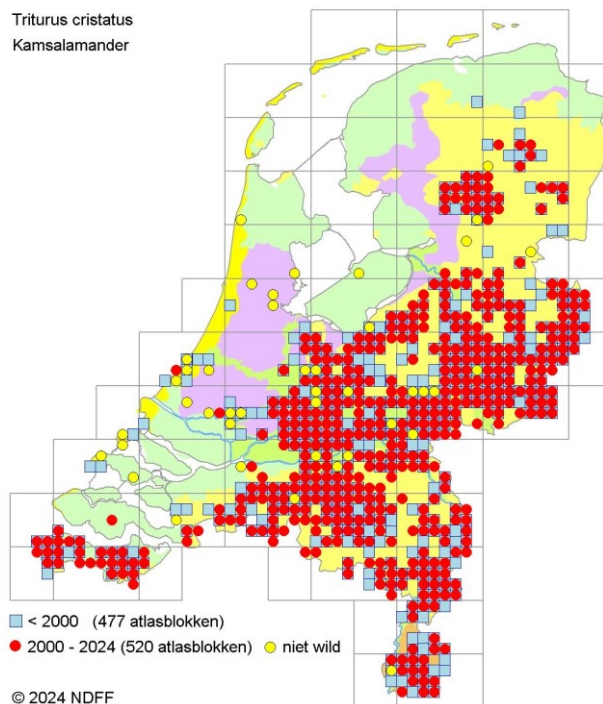 Triturus cristatus
Kamsalamander
< 2000 (477 atlasblokken)
2000 - 2024 (520 atlasblokken) niet wild
© 2024 NDFF